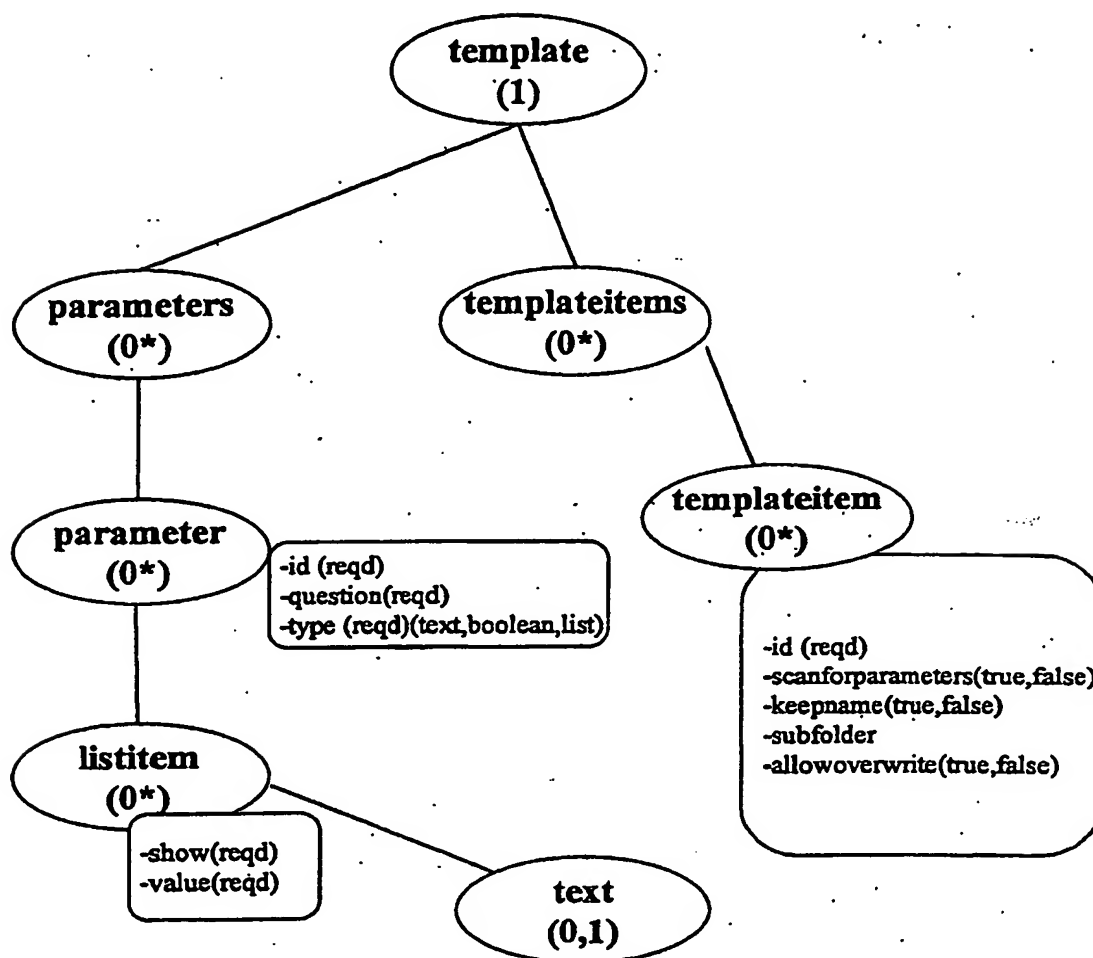 template
(1)
parameters
(0*)
templateitems
(0*)
parameter
(0*)
-id (reqd)
-question(reqd)
-type (reqd)(text,boolean,list)
templateitem
(0*)
-id (reqd)
-scanforparameters(true,false)
-keepname(true,false)
-subfolder
-allowoverwrite(true,false)
listitem
(0*)
-show(reqd)
-value(reqd)
text
(0,1)